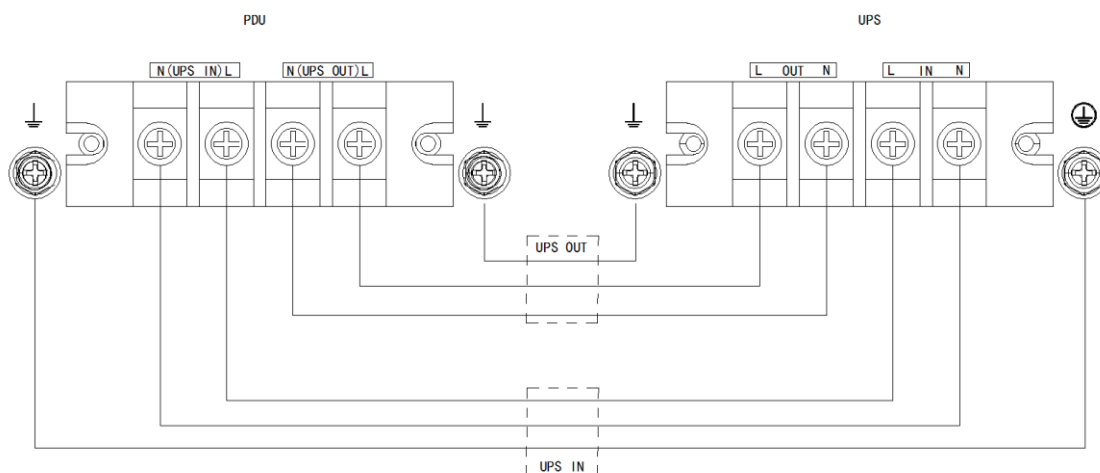 PDU
UPS
N(UPS IN)L
N(UPS OUT)L
L OUT N
L IN N
UPS OUT
UPS IN